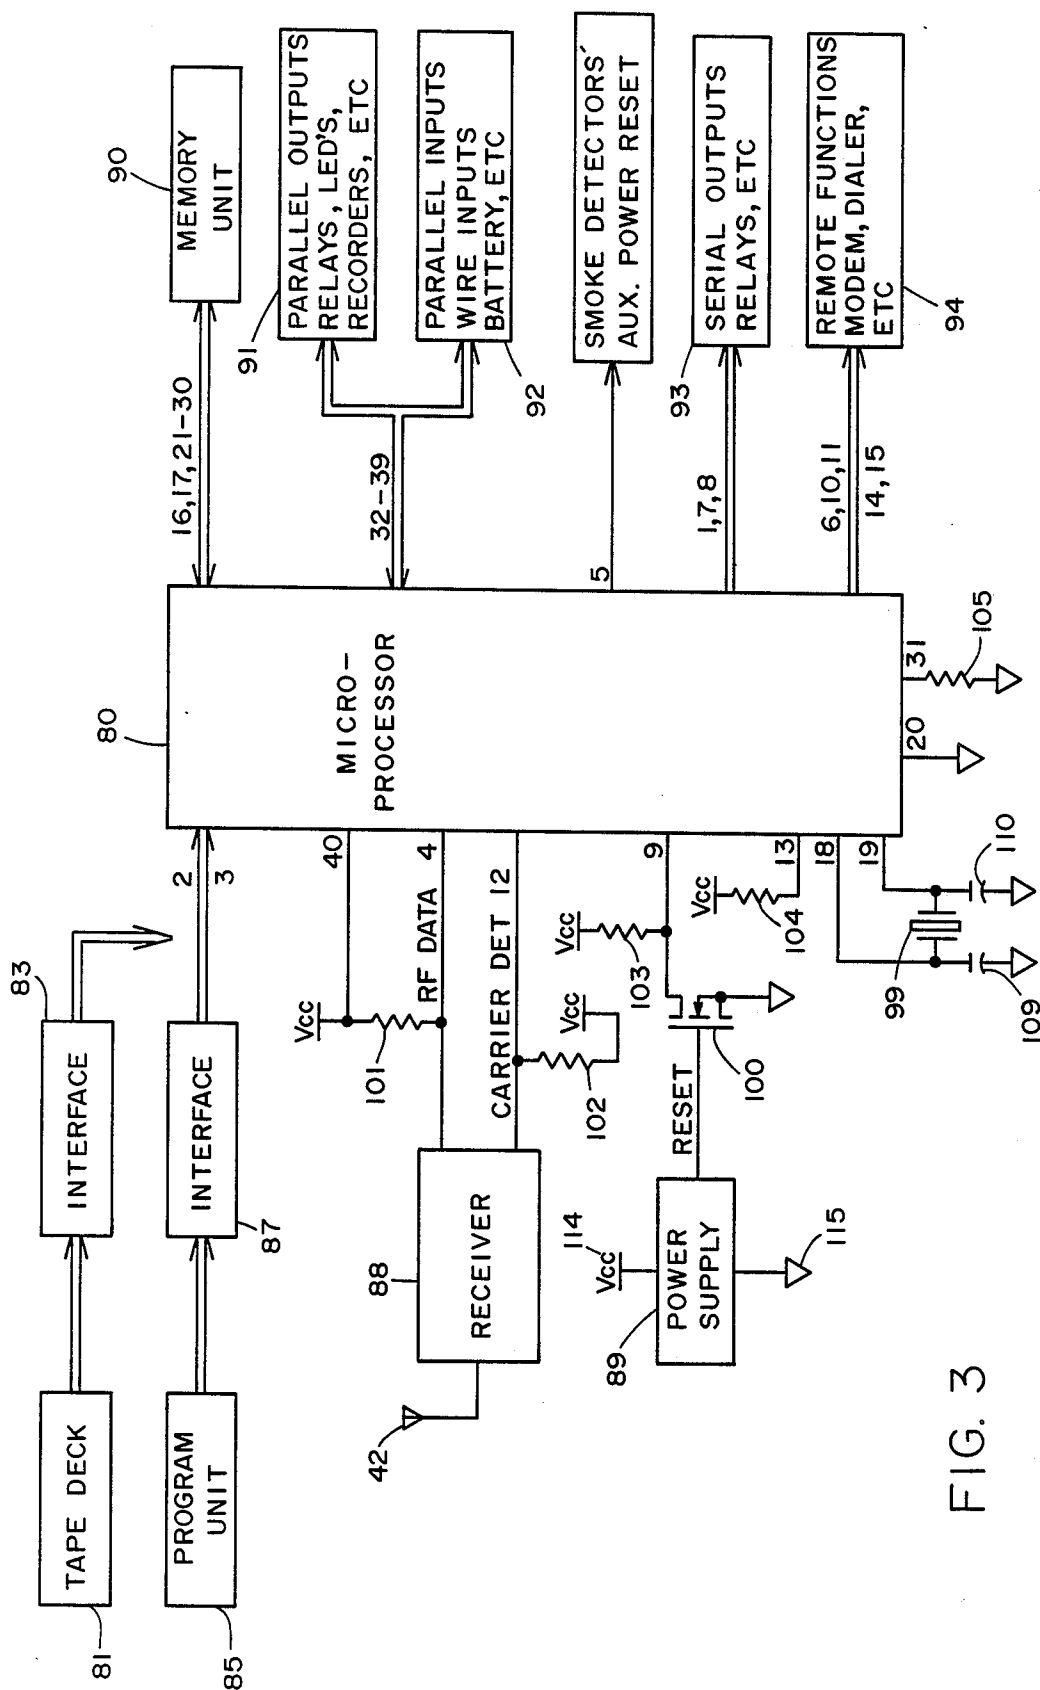 81
TAPE DECK
INTERFACE
83
85
PROGRAM
UNIT
INTERFACE
87
2
3
80
MICRO-
PROCESSOR
16,17,21-30
90
MEMORY
UNIT
32-39
91
PARALLEL OUTPUTS
RELAYS, LED'S,
RECORDERS, ETC
PARALLEL INPUTS
WIRE INPUTS
BATTERY, ETC
92
5
SMOKE DETECTORS'
AUX. POWER RESET
1,7,8
93
SERIAL OUTPUTS
RELAYS, ETC
6,10,11
14,15
REMOTE FUNCTIONS
MODEM, DIALER,
ETC
94
Vcc
40
101
RF DATA 4
CARRIER DET 12
42
88
RECEIVER
102
Vcc
Vcc
103
9
RESET
100
114
Vcc
89
POWER
SUPPLY
115
Vcc
104
13
18
19
99
109
110
20
31
105
FIG. 3